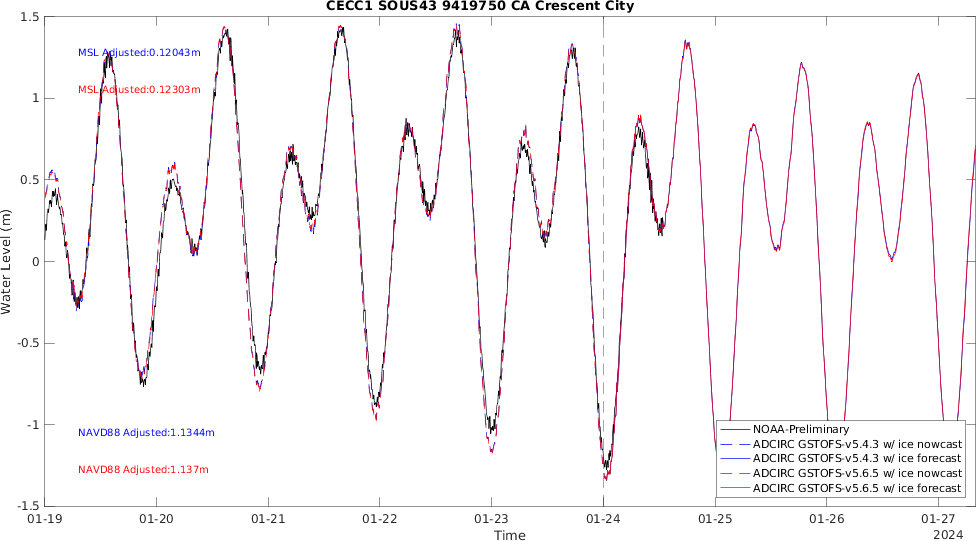 CECC1 SOUS43 9419750 CA Crescent City
1.5
1
0.5
0
-0.5
-1
-1.5
Water Level (m)
MSL Adjusted:0.12043m
MSL Adjusted:0.12303m
NAVD88 Adjusted:1.1344m
NAVD88 Adjusted:1.137m
NOAA-Preliminary
ADCIRC GSTOFS-v5.4.3 w/ ice nowcast
ADCIRC GSTOFS-v5.4.3 w/ ice forecast
ADCIRC GSTOFS-v5.6.5 w/ ice nowcast
ADCIRC GSTOFS-v5.6.5 w/ ice forecast
01-19 01-20 01-21 01-22 01-23 01-24 01-25 01-26 01-27
Time
2024